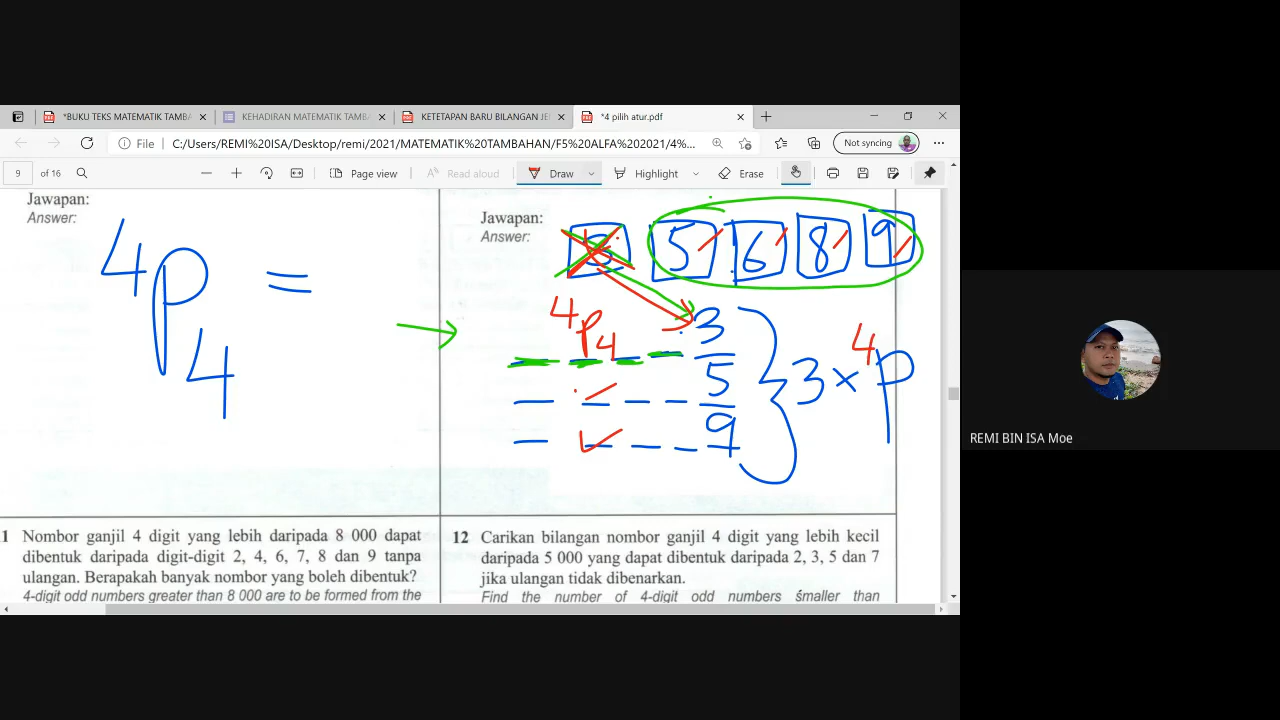 *BUKU TEKS MATEMATIK TAMBA
KEHADIRAN MATEMATIK TAMBA
KETETAPAN BARU BILANGAN JE
*4 pilih atur.pdf
File
C:/Users/REMI%20ISA/Desktop/remi/2021/MATEMATIK%20TAMBAHAN/F5%20ALFA%202021/4%...
Not syncing
9 of 16
Page view
Read aloud
Draw
Highlight
Erase
Jawapan:
Answer:
4P4 =
Jawapan:
Answer:
5 6 8 9
4P4
3
5
9
3 × 4P
1 Nombor ganjil 4 digit yang lebih daripada 8 000 dapat
dibentuk daripada digit-digit 2, 4, 6, 7, 8 dan 9 tanpa
ulangan. Berapakah banyak nombor yang boleh dibentuk?
4-digit odd numbers greater than 8 000 are to be formed from the
12 Carikan bilangan nombor ganjil 4 digit yang lebih kecil
daripada 5 000 yang dapat dibentuk daripada 2, 3, 5 dan 7
jika ulangan tidak dibenarkan.
Find the number of 4-digit odd numbers smaller than
REMI BIN ISA Moe